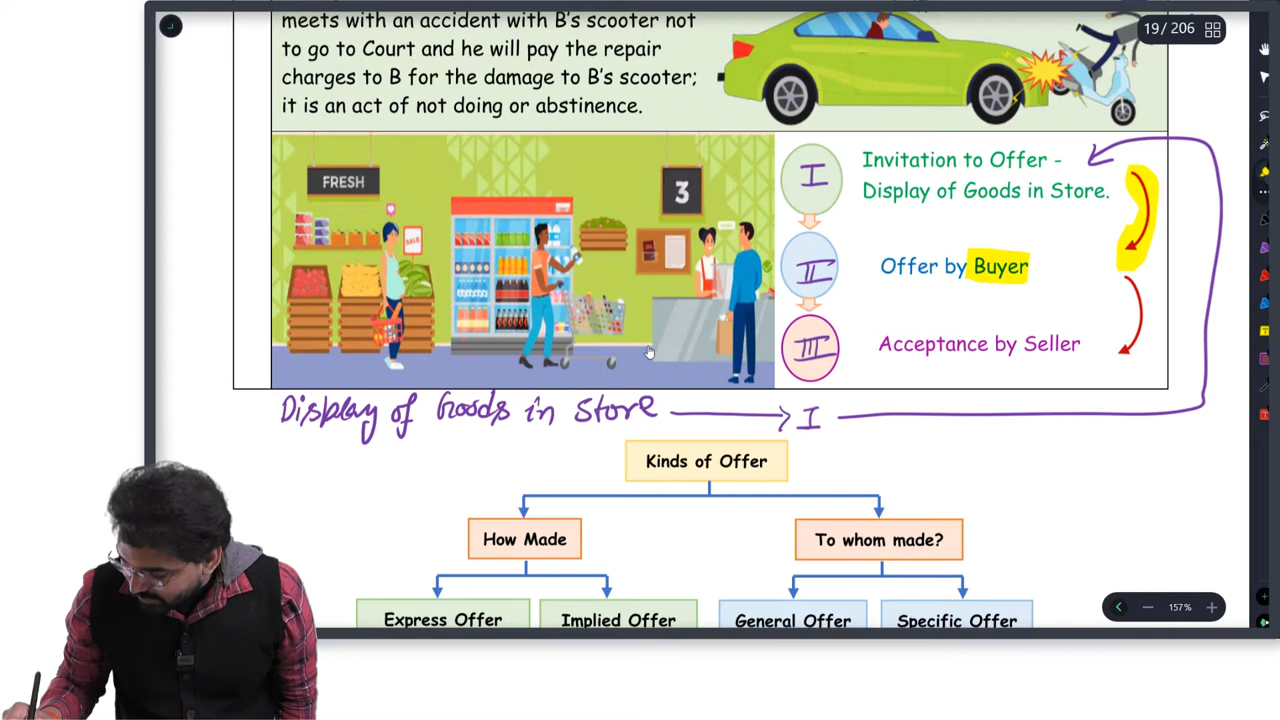 meets with an accident with B's scooter not
19 / 206
to go to Court and he will pay the repair
charges to B for the damage to B's scooter;
it is an act of not doing or abstinence.
FRESH
SALE
3
I
Invitation to Offer -
Display of Goods in Store.
II
Offer by Buyer
III
Acceptance by Seller
Display of Goods in Store → I
Kinds of Offer
How Made
To whom made?
Express Offer
Implied Offer
General Offer
Specific Offer
157%